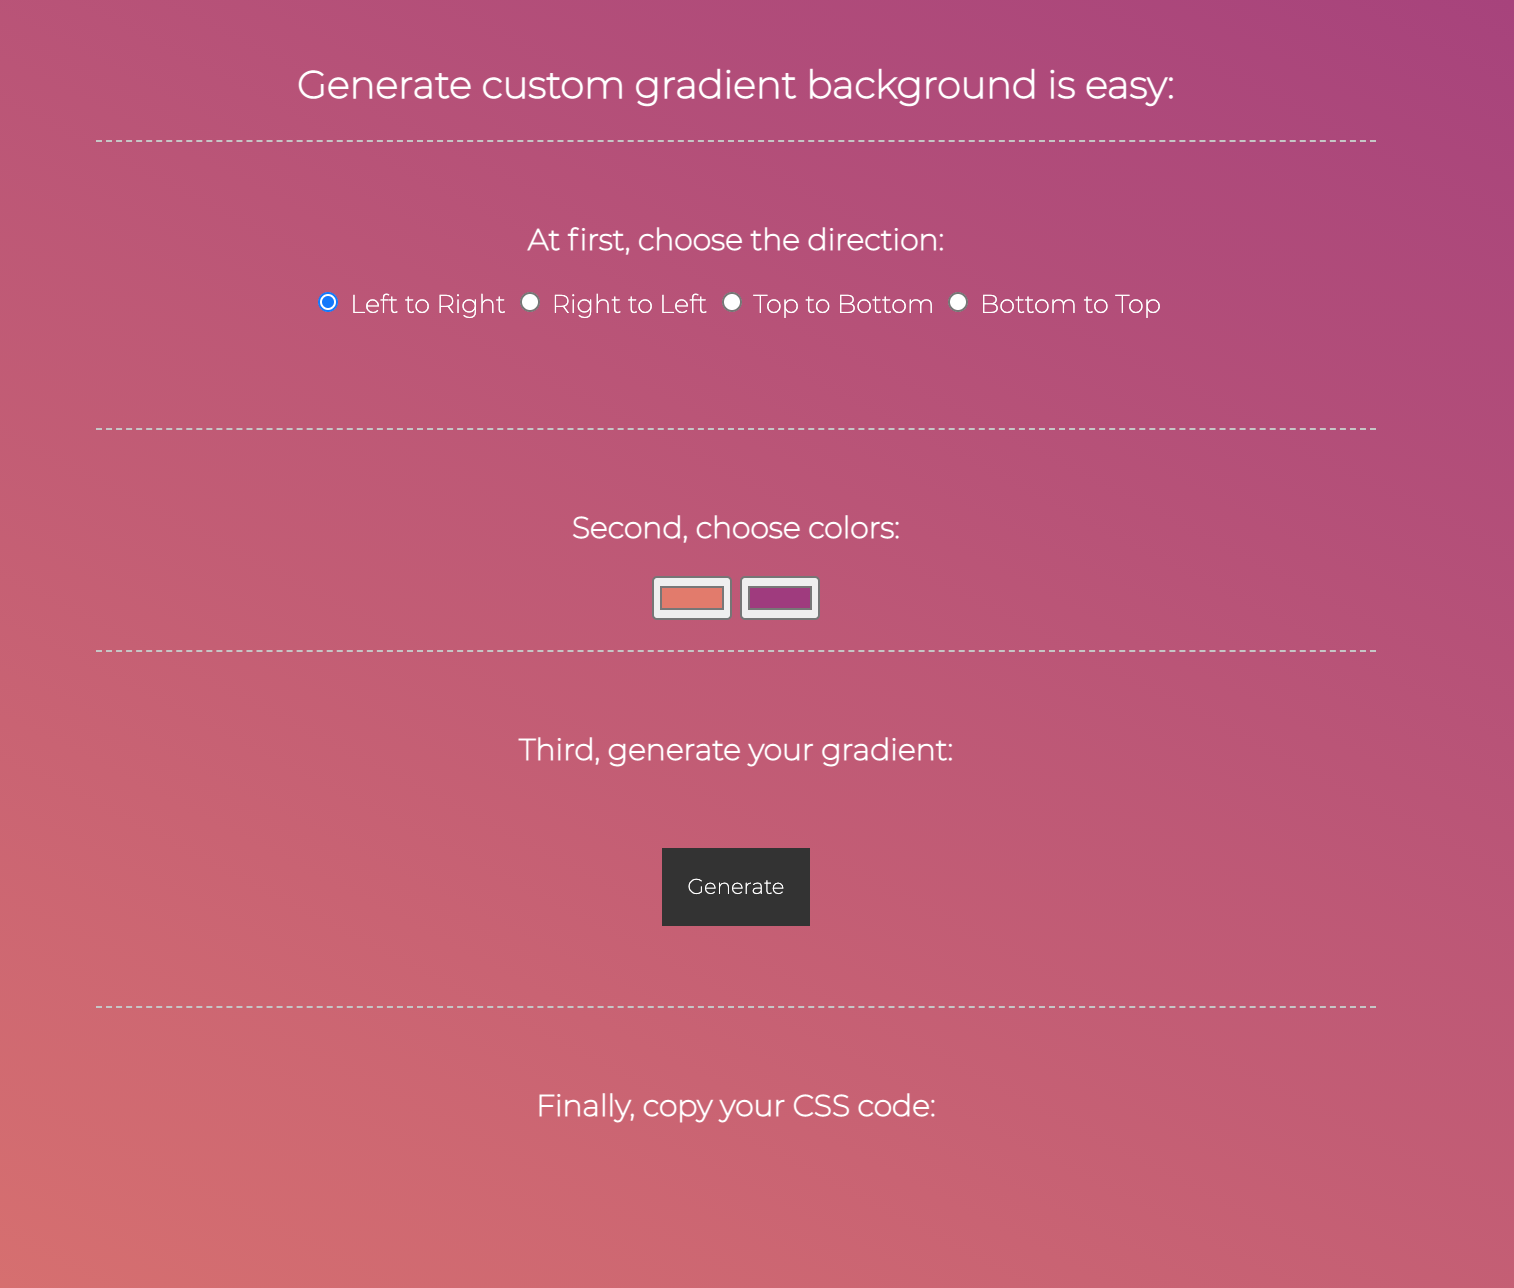 Generate custom gradient background is easy:
At first, choose the direction:
Left to Right Right to Left Top to Bottom Bottom to Top
Second, choose colors:
Third, generate your gradient:
Generate
Finally, copy your CSS code: